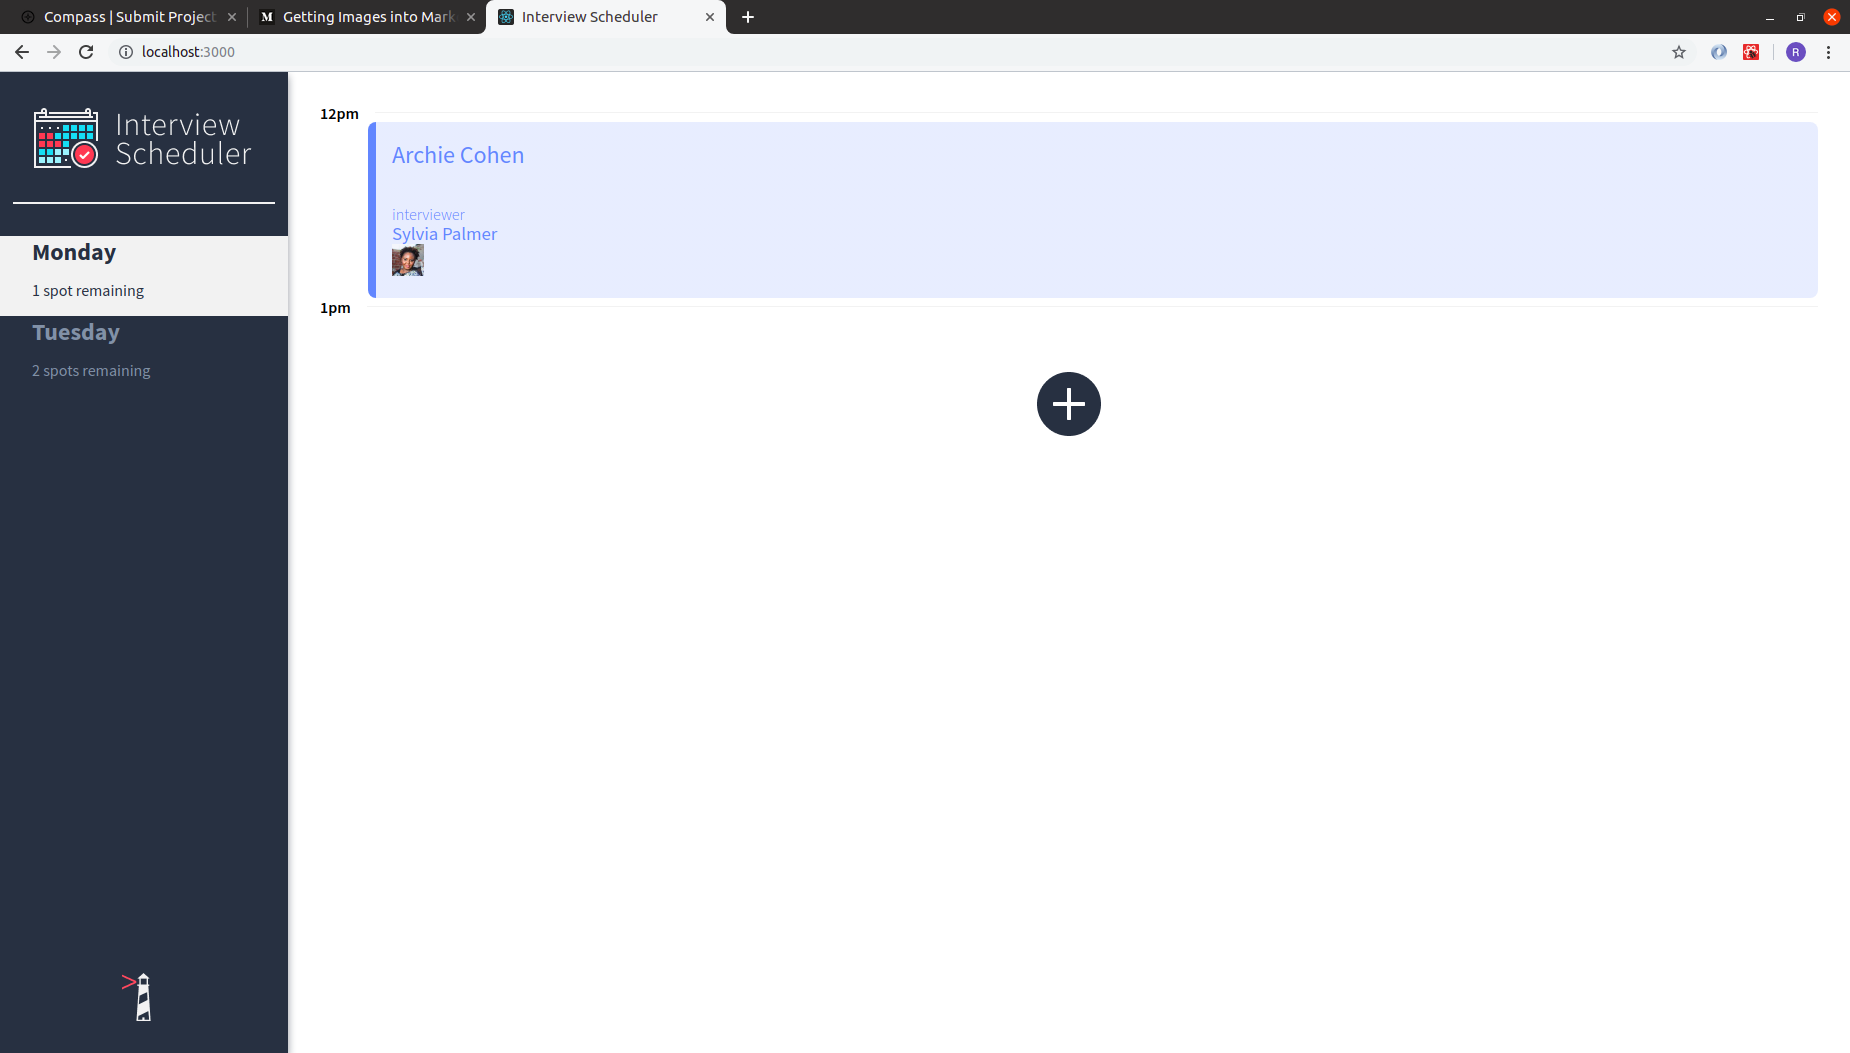 Compass | Submit Project
Getting Images into Mark
Interview Scheduler
localhost:3000
R
Interview
Scheduler
Monday
1 spot remaining
Tuesday
2 spots remaining
12pm
Archie Cohen
interviewer
Sylvia Palmer
1pm